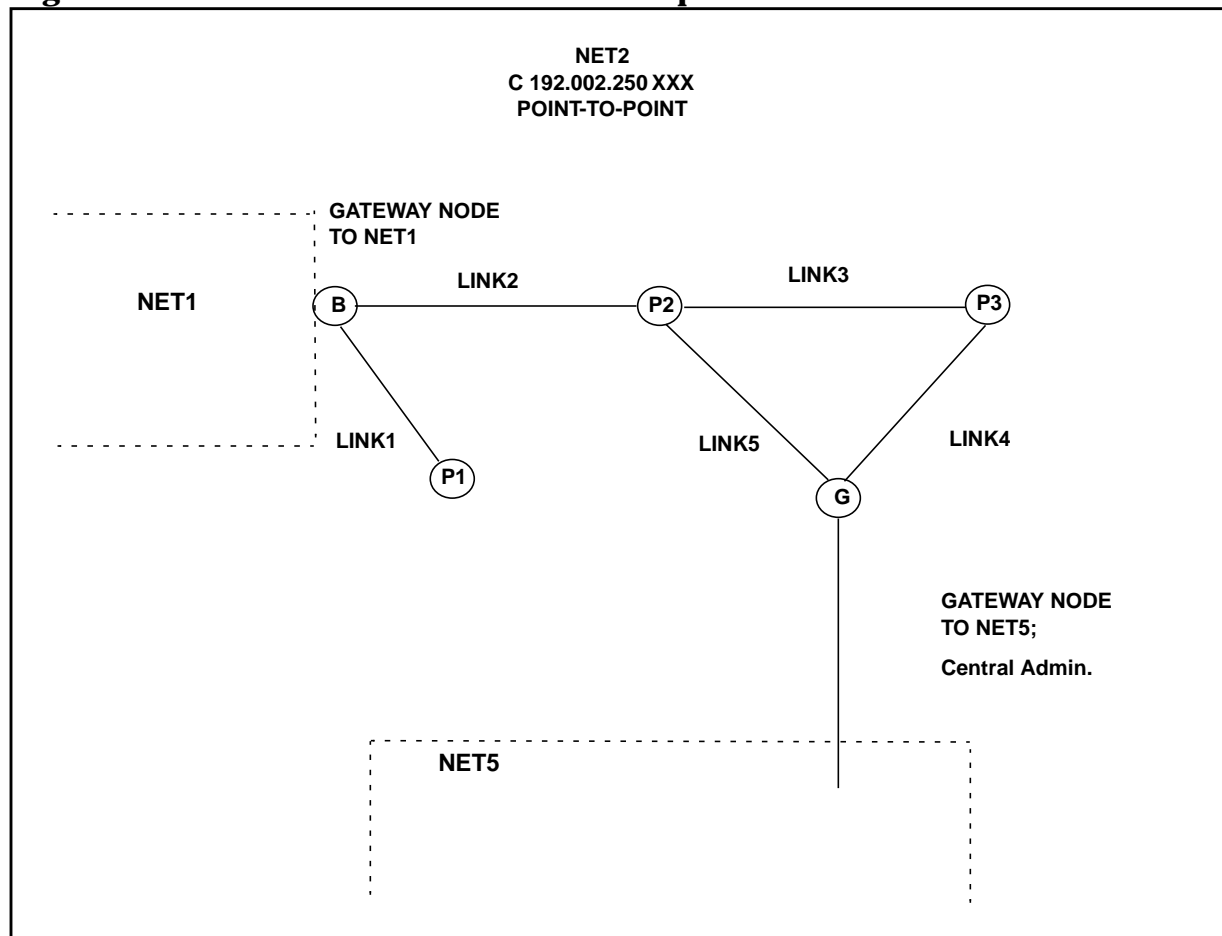 NET2
C 192.002.250 XXX
POINT-TO-POINT
GATEWAY NODE
TO NET1
LINK2
LINK3
NET1
B
P2
P3
LINK1
LINK5
LINK4
P1
G
GATEWAY NODE
TO NET5;
Central Admin.
NET5